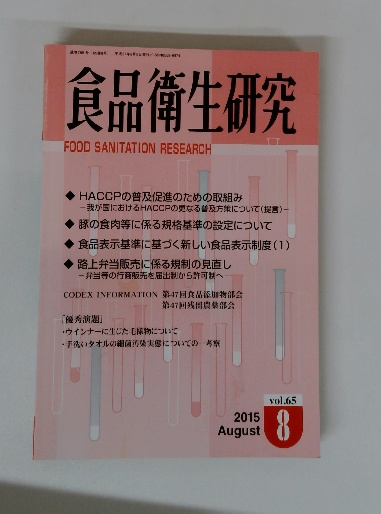 食品衛生研究
FOOD SANITATION RESEARCH
◆ HACCPの普及促進のための取組み
－我が国におけるHACCPの更なる普及方策について(提言)－
◆ 豚の食肉等に係る規格基準の設定について
◆ 食品表示基準に基づく新しい食品表示制度(1)
◆ 路上弁当販売に係る規制の見直し
－弁当等の行商販売を届出制から許可制へ－
CODEX INFORMATION 第47回食品添加物部会
第47回残留農薬部会
「優秀演題」
・ウインナーに生じた毛様物について
・手洗いタオルの細菌汚染実態についての一考察
vol.65
2015
August
8